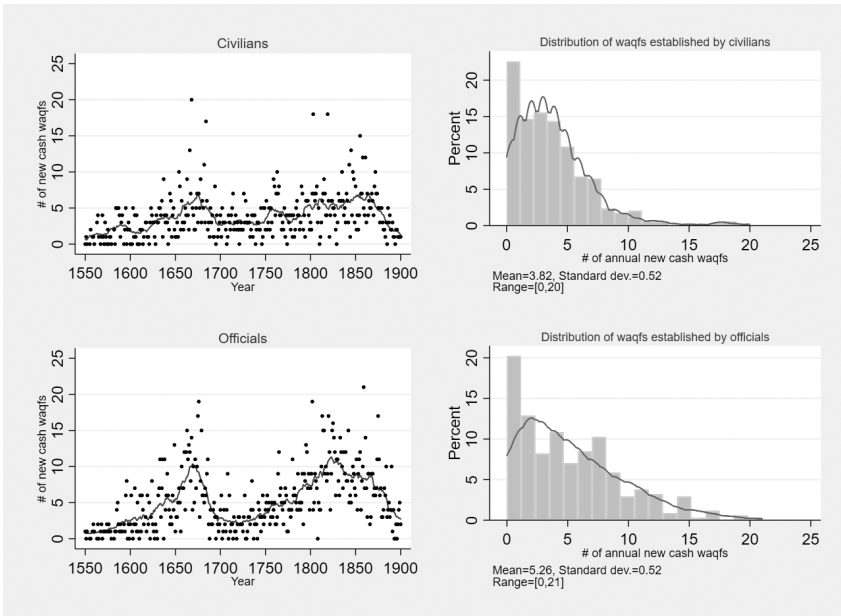 Civilians
# of new cash waqfs
25
20
15
10
5
0
1550 1600 1650 1700 1750 1800 1850 1900
Year
Distribution of waqfs established by civilians
Percent
20
15
10
5
0
0 5 10 15 20 25
# of annual new cash waqfs
Mean=3.82, Standard dev.=0.52
Range=[0,20]
Officials
# of new cash waqfs
25
20
15
10
5
0
1550 1600 1650 1700 1750 1800 1850 1900
Year
Distribution of waqfs established by officials
Percent
20
15
10
5
0
0 5 10 15 20 25
# of annual new cash waqfs
Mean=5.26, Standard dev.=0.52
Range=[0,21]